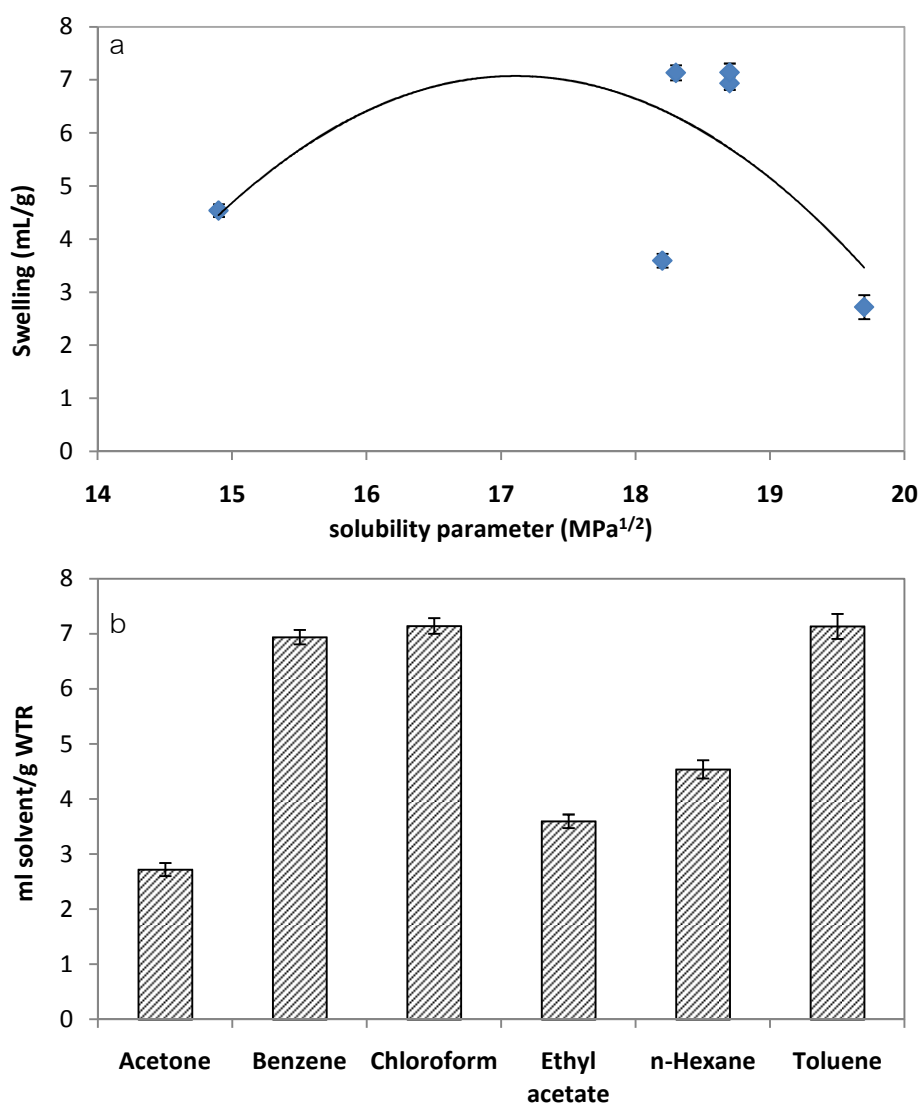 a
8
7
6
5
4
3
2
1
0
Swelling (mL/g)
14 15 16 17 18 19 20
solubility parameter (MPa1/2)
b
8
7
6
5
4
3
2
1
0
ml solvent/g WTR
Acetone Benzene Chloroform Ethyl acetate n-Hexane Toluene